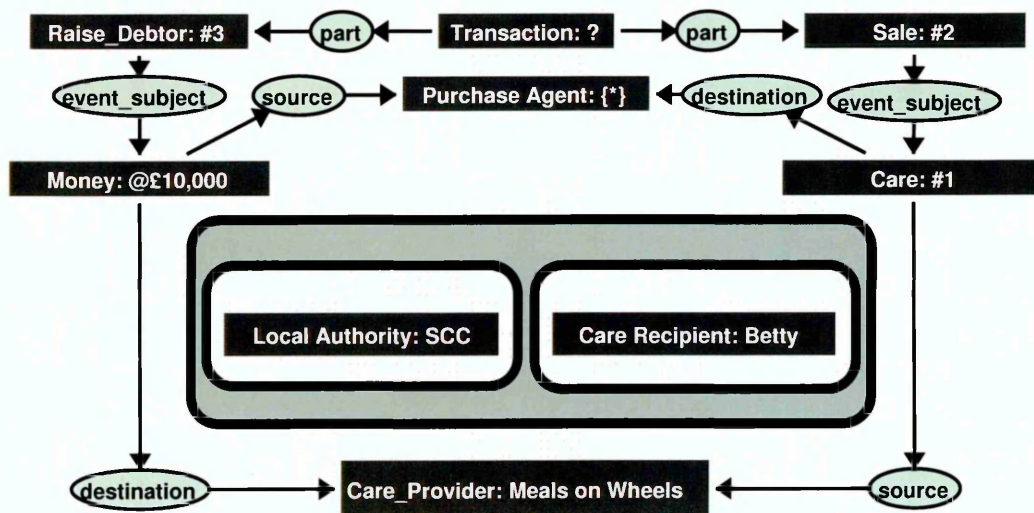 Raise_Debtor: #3 part Transaction: ? part Sale: #2
event_subject source Purchase Agent: {*} destination event_subject
Money: @£10,000 Care: #1
Local Authority: SCC Care Recipient: Betty
destination Care_Provider: Meals on Wheels source